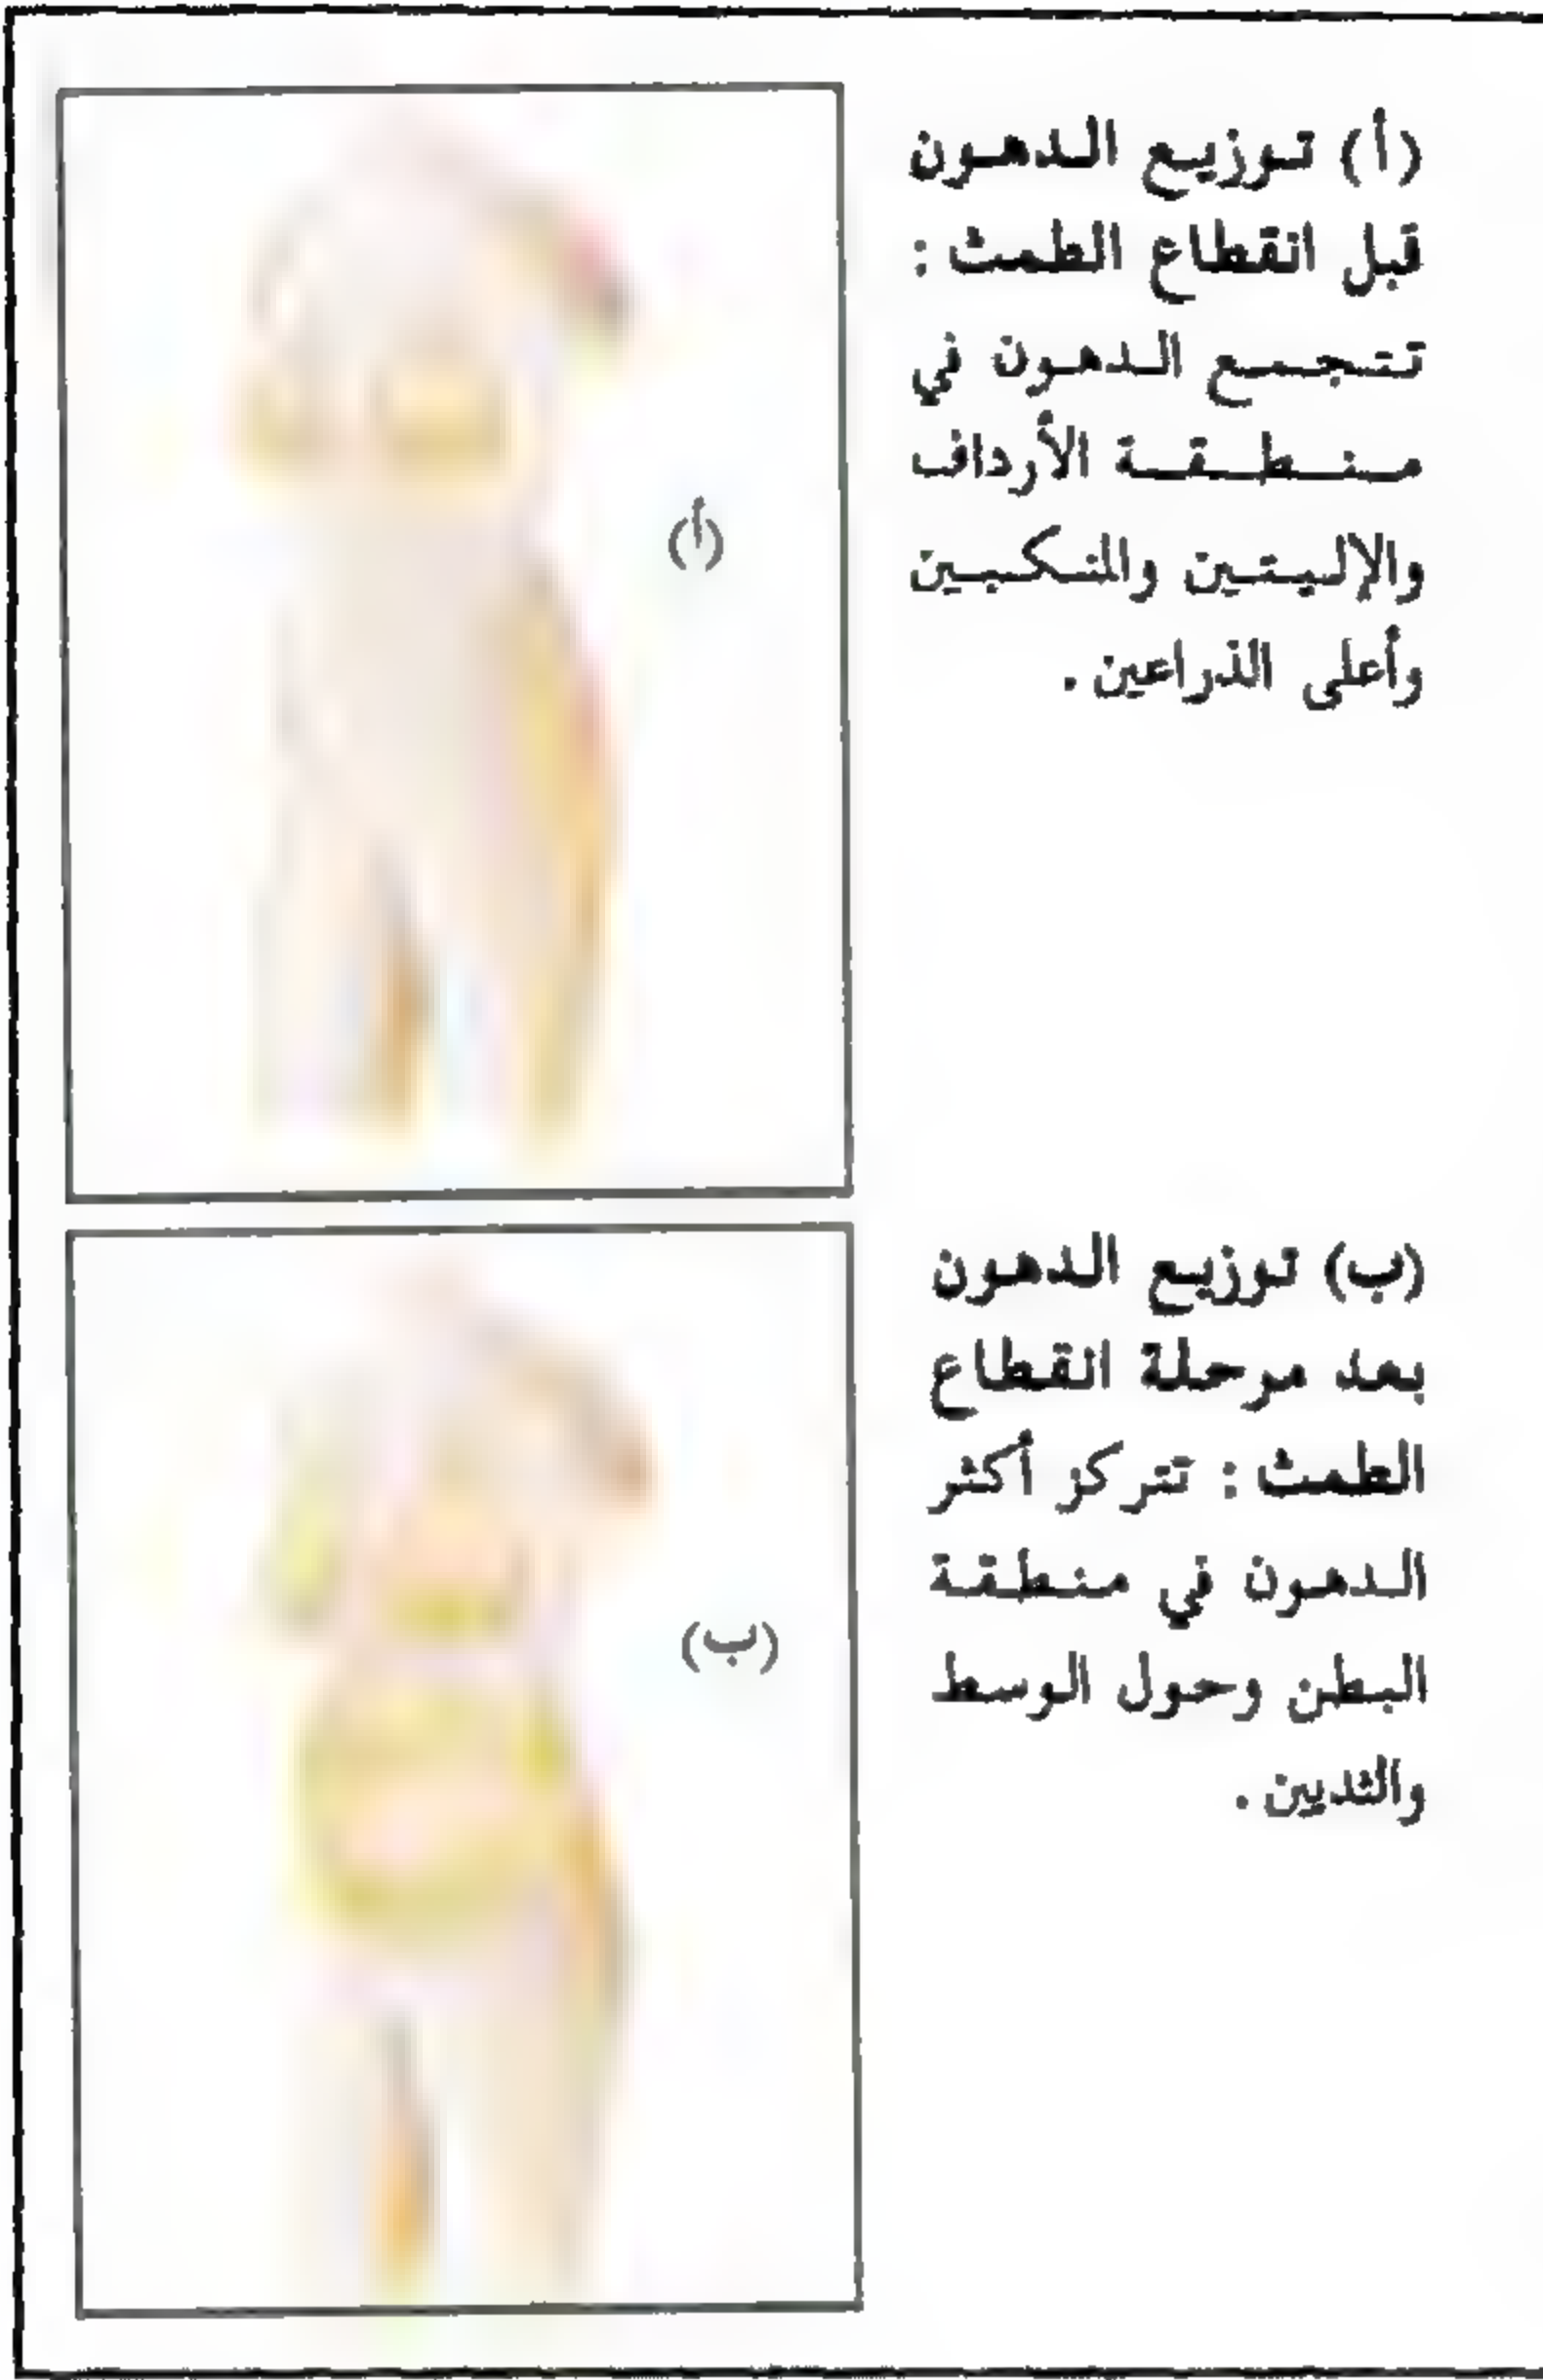 (أ) توزيع الدهون
قبل انقطاع الطمث :
تتجمع الدهون في
منطقة الأرداف
والإليتين والمنكبين
وأعلى الذراعين .
(أ)
(ب) توزيع الدهون
بعد مرحلة انقطاع
الطمث : تتركز أكثر
الدهون في منطقة
البطن وحول الوسط
والثديين .
(ب)